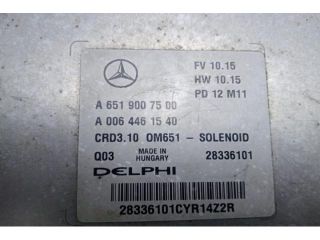 FV 10.15
HW 10.15
PD 12 M11
A 651 900 75 00
A 006 446 15 40
CRD3.10 OM651 - SOLENOID
Q03 MADE IN HUNGARY 28336101
DELPHI
28336101CYR14Z2R